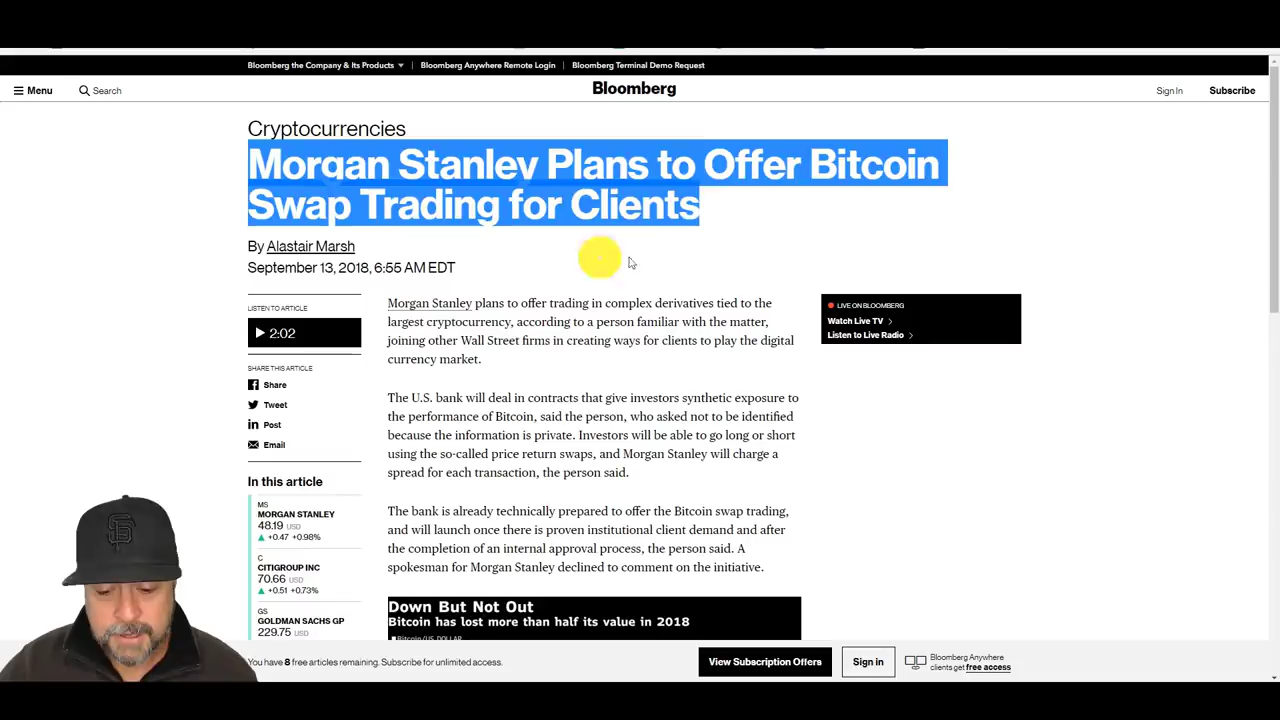 Bloomberg the Company & Its Products
Bloomberg Anywhere Remote Login
Bloomberg Terminal Demo Request
Menu
Search
Bloomberg
Sign In
Subscribe
Cryptocurrencies
Morgan Stanley Plans to Offer Bitcoin
Swap Trading for Clients
By Alastair Marsh
September 13, 2018, 6:55 AM EDT
LISTEN TO ARTICLE
2:02
SHARE THIS ARTICLE
Share
Tweet
Post
Email
In this article
MS
MORGAN STANLEY
48.19 USD
+0.47 +0.98%
C
CITIGROUP INC
70.66 USD
+0.51 +0.73%
GS
GOLDMAN SACHS GP
229.75 USD
Morgan Stanley plans to offer trading in complex derivatives tied to the
largest cryptocurrency, according to a person familiar with the matter,
joining other Wall Street firms in creating ways for clients to play the digital
currency market.
The U.S. bank will deal in contracts that give investors synthetic exposure to
the performance of Bitcoin, said the person, who asked not to be identified
because the information is private. Investors will be able to go long or short
using the so-called price return swaps, and Morgan Stanley will charge a
spread for each transaction, the person said.
The bank is already technically prepared to offer the Bitcoin swap trading,
and will launch once there is proven institutional client demand and after
the completion of an internal approval process, the person said. A
spokesman for Morgan Stanley declined to comment on the initiative.
Down But Not Out
Bitcoin has lost more than half its value in 2018
Bitcoin/US DOLLAR
LIVE ON BLOOMBERG
Watch Live TV
Listen to Live Radio
You have 8 free articles remaining. Subscribe for unlimited access.
View Subscription Offers
Sign in
Bloomberg Anywhere
clients get free access